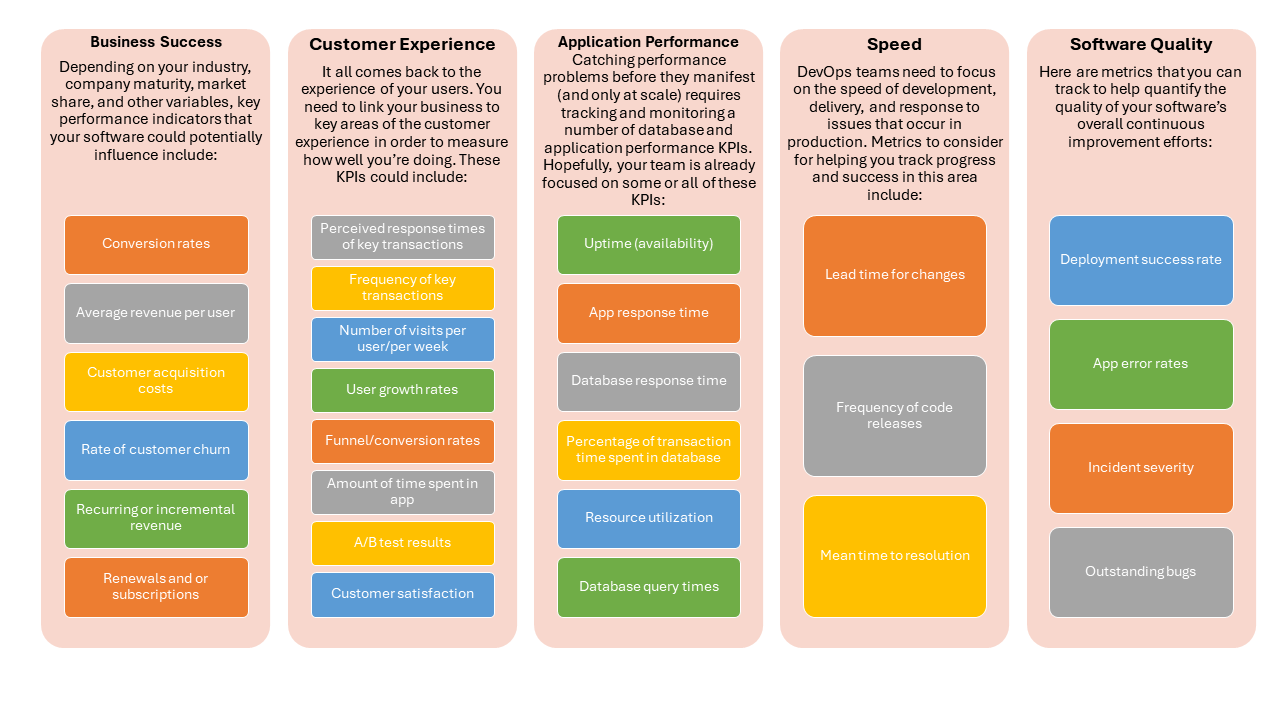 Business Success
Depending on your industry,
company maturity, market
share, and other variables, key
performance indicators that
your software could potentially
influence include:
Conversion rates
Average revenue per user
Customer acquisition
costs
Rate of customer churn
Recurring or incremental
revenue
Renewals and or
subscriptions
Customer Experience
It all comes back to the
experience of your users. You
need to link your business to
key areas of the customer
experience in order to measure
how well you're doing. These
KPIs could include:
Perceived response times
of key transactions
Frequency of key
transactions
Number of visits per
user/per week
User growth rates
Funnel/conversion rates
Amount of time spent in
app
A/B test results
Customer satisfaction
Application Performance
Catching performance
problems before they manifest
(and only at scale) requires
tracking and monitoring a
number of database and
application performance KPIs.
Hopefully, your team is already
focused on some or all of these
KPIs:
Uptime (availability)
App response time
Database response time
Percentage of transaction
time spent in database
Resource utilization
Database query times
Speed
DevOps teams need to focus
on the speed of development,
delivery, and response to
issues that occur in
production. Metrics to consider
for helping you track progress
and success in this area
include:
Lead time for changes
Frequency of code
releases
Mean time to resolution
Software Quality
Here are metrics that you can
track to help quantify the
quality of your software's
overall continuous
improvement efforts:
Deployment success rate
App error rates
Incident severity
Outstanding bugs